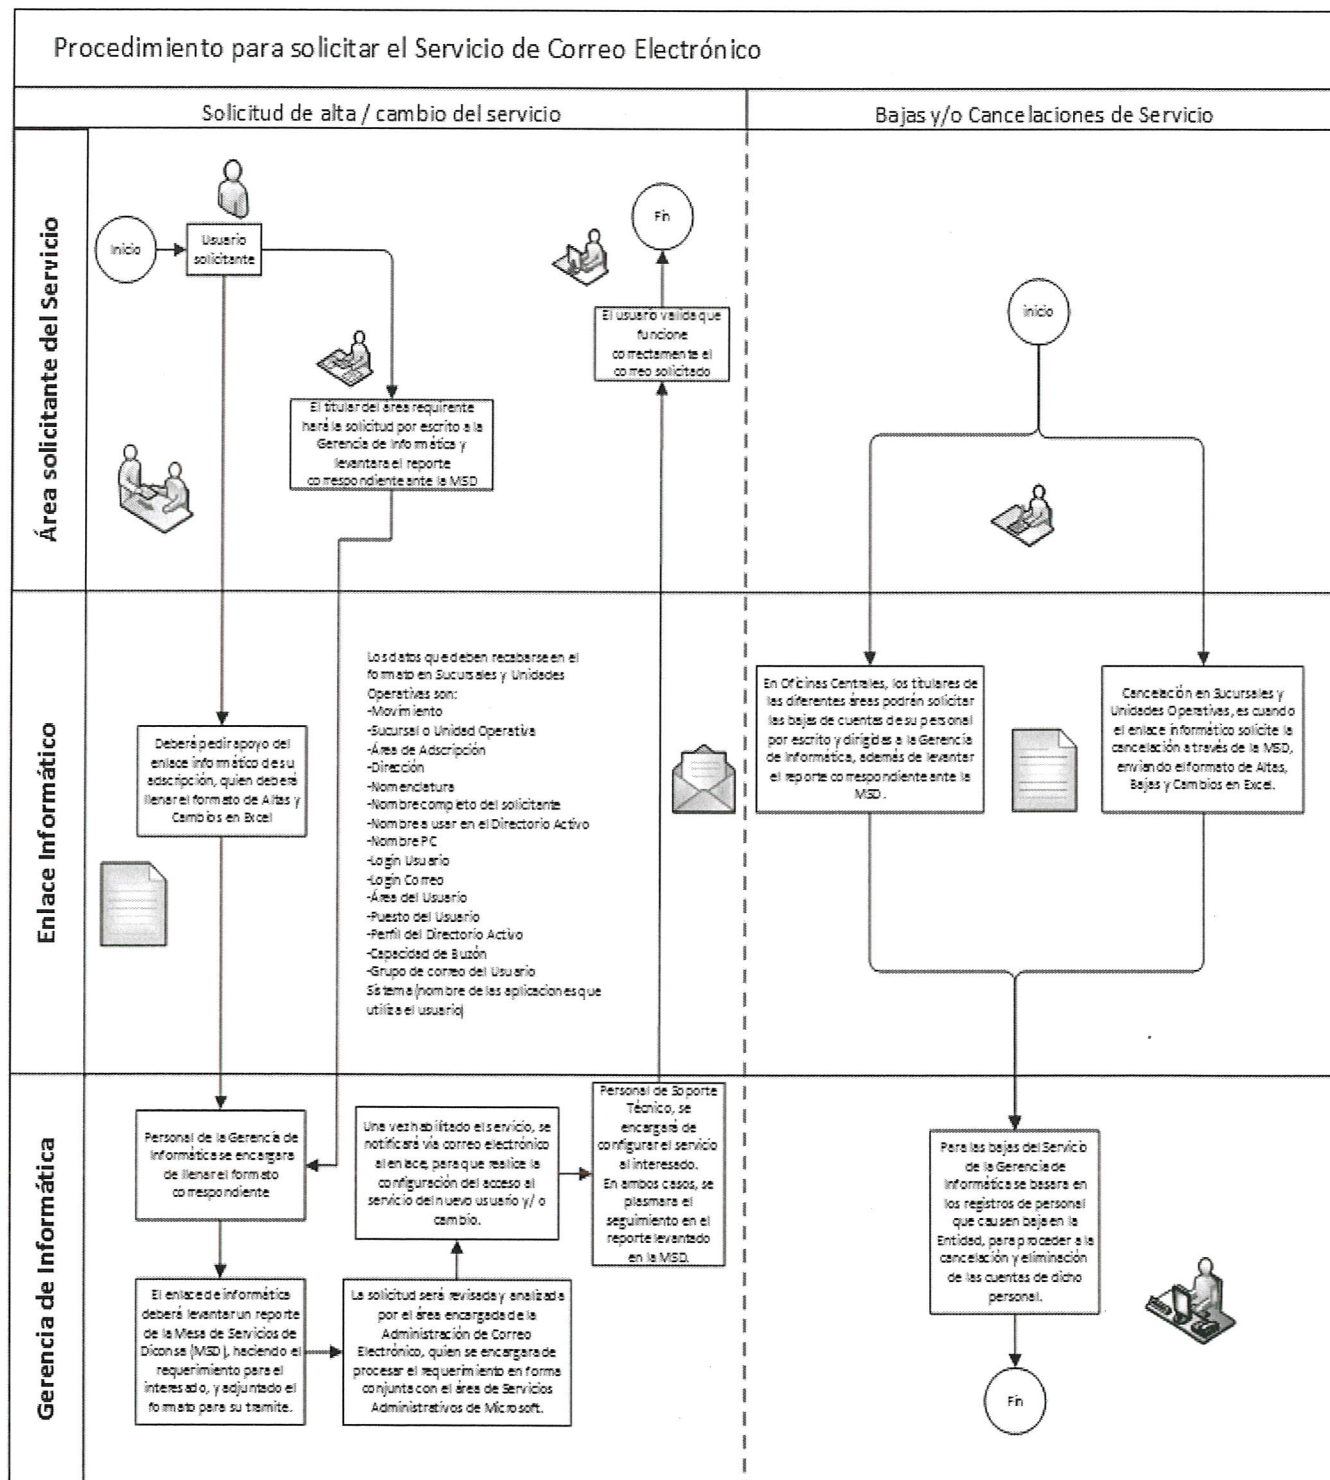 Procedimiento para solicitar el Servicio de Correo Electrónico
Solicitud de alta / cambio del servicio
Bajas y/o Cancelaciones de Servicio
Área solicitante del Servicio
Inicio
Usuario
solicitante
El titular del área requirente
hará la solicitud por escrito a la
Gerencia de Informática y
levantara el reporte
correspondiente ante la MSD
Fin
El usuario valida que
funcione
correctamente el
correo solicitado
inicio
Enlace Informático
Deberá pedir apoyo del
enlace informático de su
adscripción, quien deberá
llenar el formato de Altas y
Cambios en Excel
Los datos que deben recabarse en el
formato en Sucursales y Unidades
Operativas son:
-Movimiento
-Sucursal o Unidad Operativa
-Área de Adscripción
-Dirección
-Nomenclatura
-Nombre completo del solicitante
-Nombre a usar en el Directorio Activo
-Nombre PC
-Login Usuario
-Login Correo
-Área del Usuario
-Puesto del Usuario
-Perfil del Directorio Activo
-Capacidad de Buzón
-Grupo de correo del Usuario
Sistema (nombre de las aplicaciones que
utiliza el usuario)
En Oficinas Centrales, los titulares de
las diferentes áreas podrán solicitar
las bajas de cuentas de su personal
por escrito y dirigidas a la Gerencia
de Informática, además de levantar
el reporte correspondiente ante la
MSD.
Cancelación en Sucursales y
Unidades Operativas, es cuando
el enlace informático solicite la
cancelación a través de la MSD,
enviando el formato de Altas,
Bajas y Cambios en Excel.
Gerencia de Informática
Personal de la Gerencia de
Informática se encargara
de llenar el formato
correspondiente
El enlace de informática
deberá levantar un reporte
de la Mesa de Servicios de
Diconsa (MSD), haciendo el
requerimiento para el
interesado, y adjuntado el
formato para su tramite.
La solicitud será revisada y analizada
por el área encargada de la
Administración de Correo
Electrónico, quien se encargara de
procesar el requerimiento en forma
conjunta con el área de Servicios
Administrativos de Microsoft.
Una vez habilitado el servicio, se
notificará vía correo electrónico
al enlace, para que realice la
configuración del acceso al
servicio del nuevo usuario y/ o
cambio.
Personal de Soporte
Técnico, se
encargará de
configurar el servicio
al interesado.
En ambos casos, se
plasmara el
seguimiento en el
reporte levantado
en la MSD.
Para las bajas del Servicio
de la Gerencia de
Informática se basara en
los registros de personal
que causen baja en la
Entidad, para proceder a la
cancelación y eliminación
de las cuentas de dicho
personal.
Fin